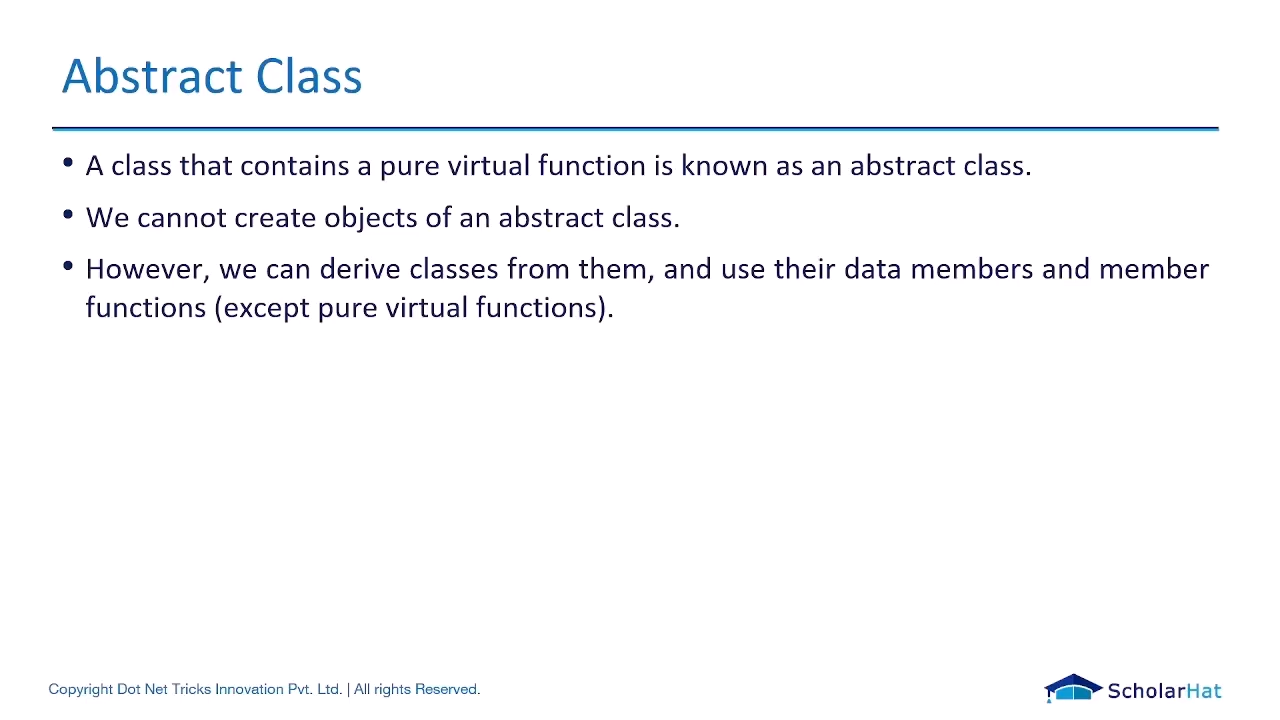 Abstract Class
• A class that contains a pure virtual function is known as an abstract class.
• We cannot create objects of an abstract class.
• However, we can derive classes from them, and use their data members and member
functions (except pure virtual functions).
Copyright Dot Net Tricks Innovation Pvt. Ltd. | All rights Reserved.
ScholarHat